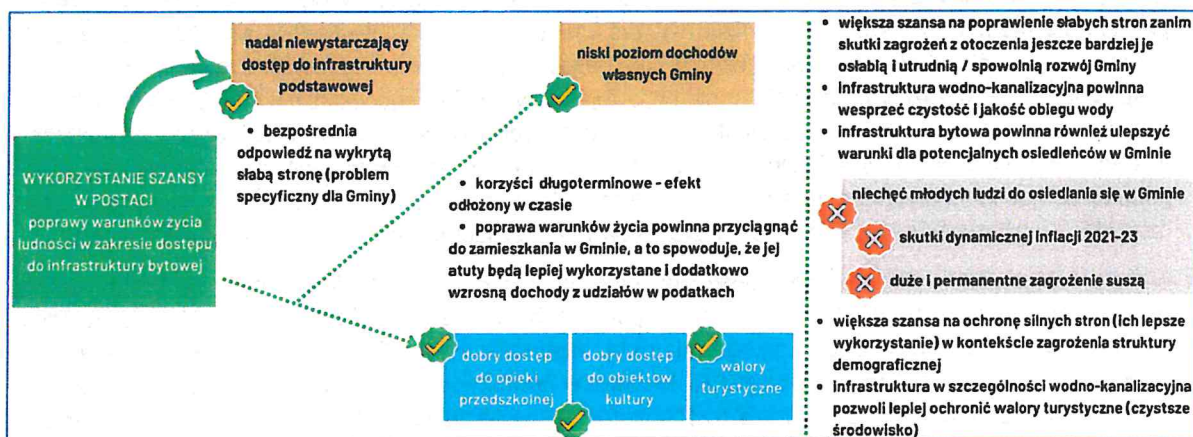 WYKORZYSTANIE SZANSY
W POSTACI
poprawy warunków życia
ludności w zakresie dostępu
do infrastruktury bytowej
nadal niewystarczający
dostęp do infrastruktury
podstawowej
• bezpośrednia
odpowiedź na wykrytą
słabą stronę (problem
specyficzny dla Gminy)
niski poziom dochodów
własnych Gminy
• korzyści długoterminowe - efekt
odłożony w czasie
• poprawa warunków życia powinna przyciągnąć
do zamieszkania w Gminie, a to spowoduje, że jej
atuty będą lepiej wykorzystane i dodatkowo
wzrosną dochody z udziałów w podatkach
dobry dostęp
do opieki
przedszkolnej
dobry dostęp
do obiektow
kultury
walory
turystyczne
• większa szansa na poprawienie słabych stron zanim
skutki zagrożeń z otoczenia jeszcze bardziej je
osłabią i utrudnią / spowolnią rozwój Gminy
• infrastruktura wodno-kanalizacyjna powinna
wesprzeć czystość i jakość obiegu wody
• infrastruktura bytowa powinna również ulepszyć
warunki dla potencjalnych osiedleńców w Gminie
niechęć młodych ludzi do osiedlania się w Gminie
skutki dynamicznej inflacji 2021-23
duże i permanentne zagrożenie suszą
• większa szansa na ochronę silnych stron (ich lepsze
wykorzystanie) w kontekście zagrożenia struktury
demograficznej
• infrastruktura w szczególności wodno-kanalizacyjna
pozwoli lepiej ochronić walory turystyczne (czystsze
środowisko)